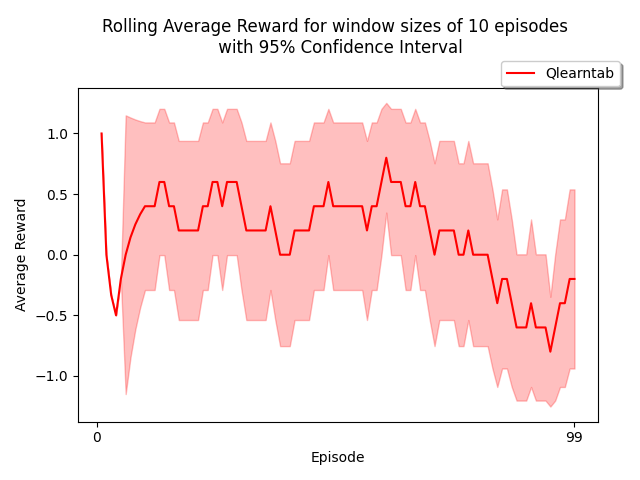 Rolling Average Reward for window sizes of 10 episodes
with 95% Confidence Interval
Qlearntab
Average Reward
1.0
0.5
0.0
−0.5
−1.0
0
99
Episode